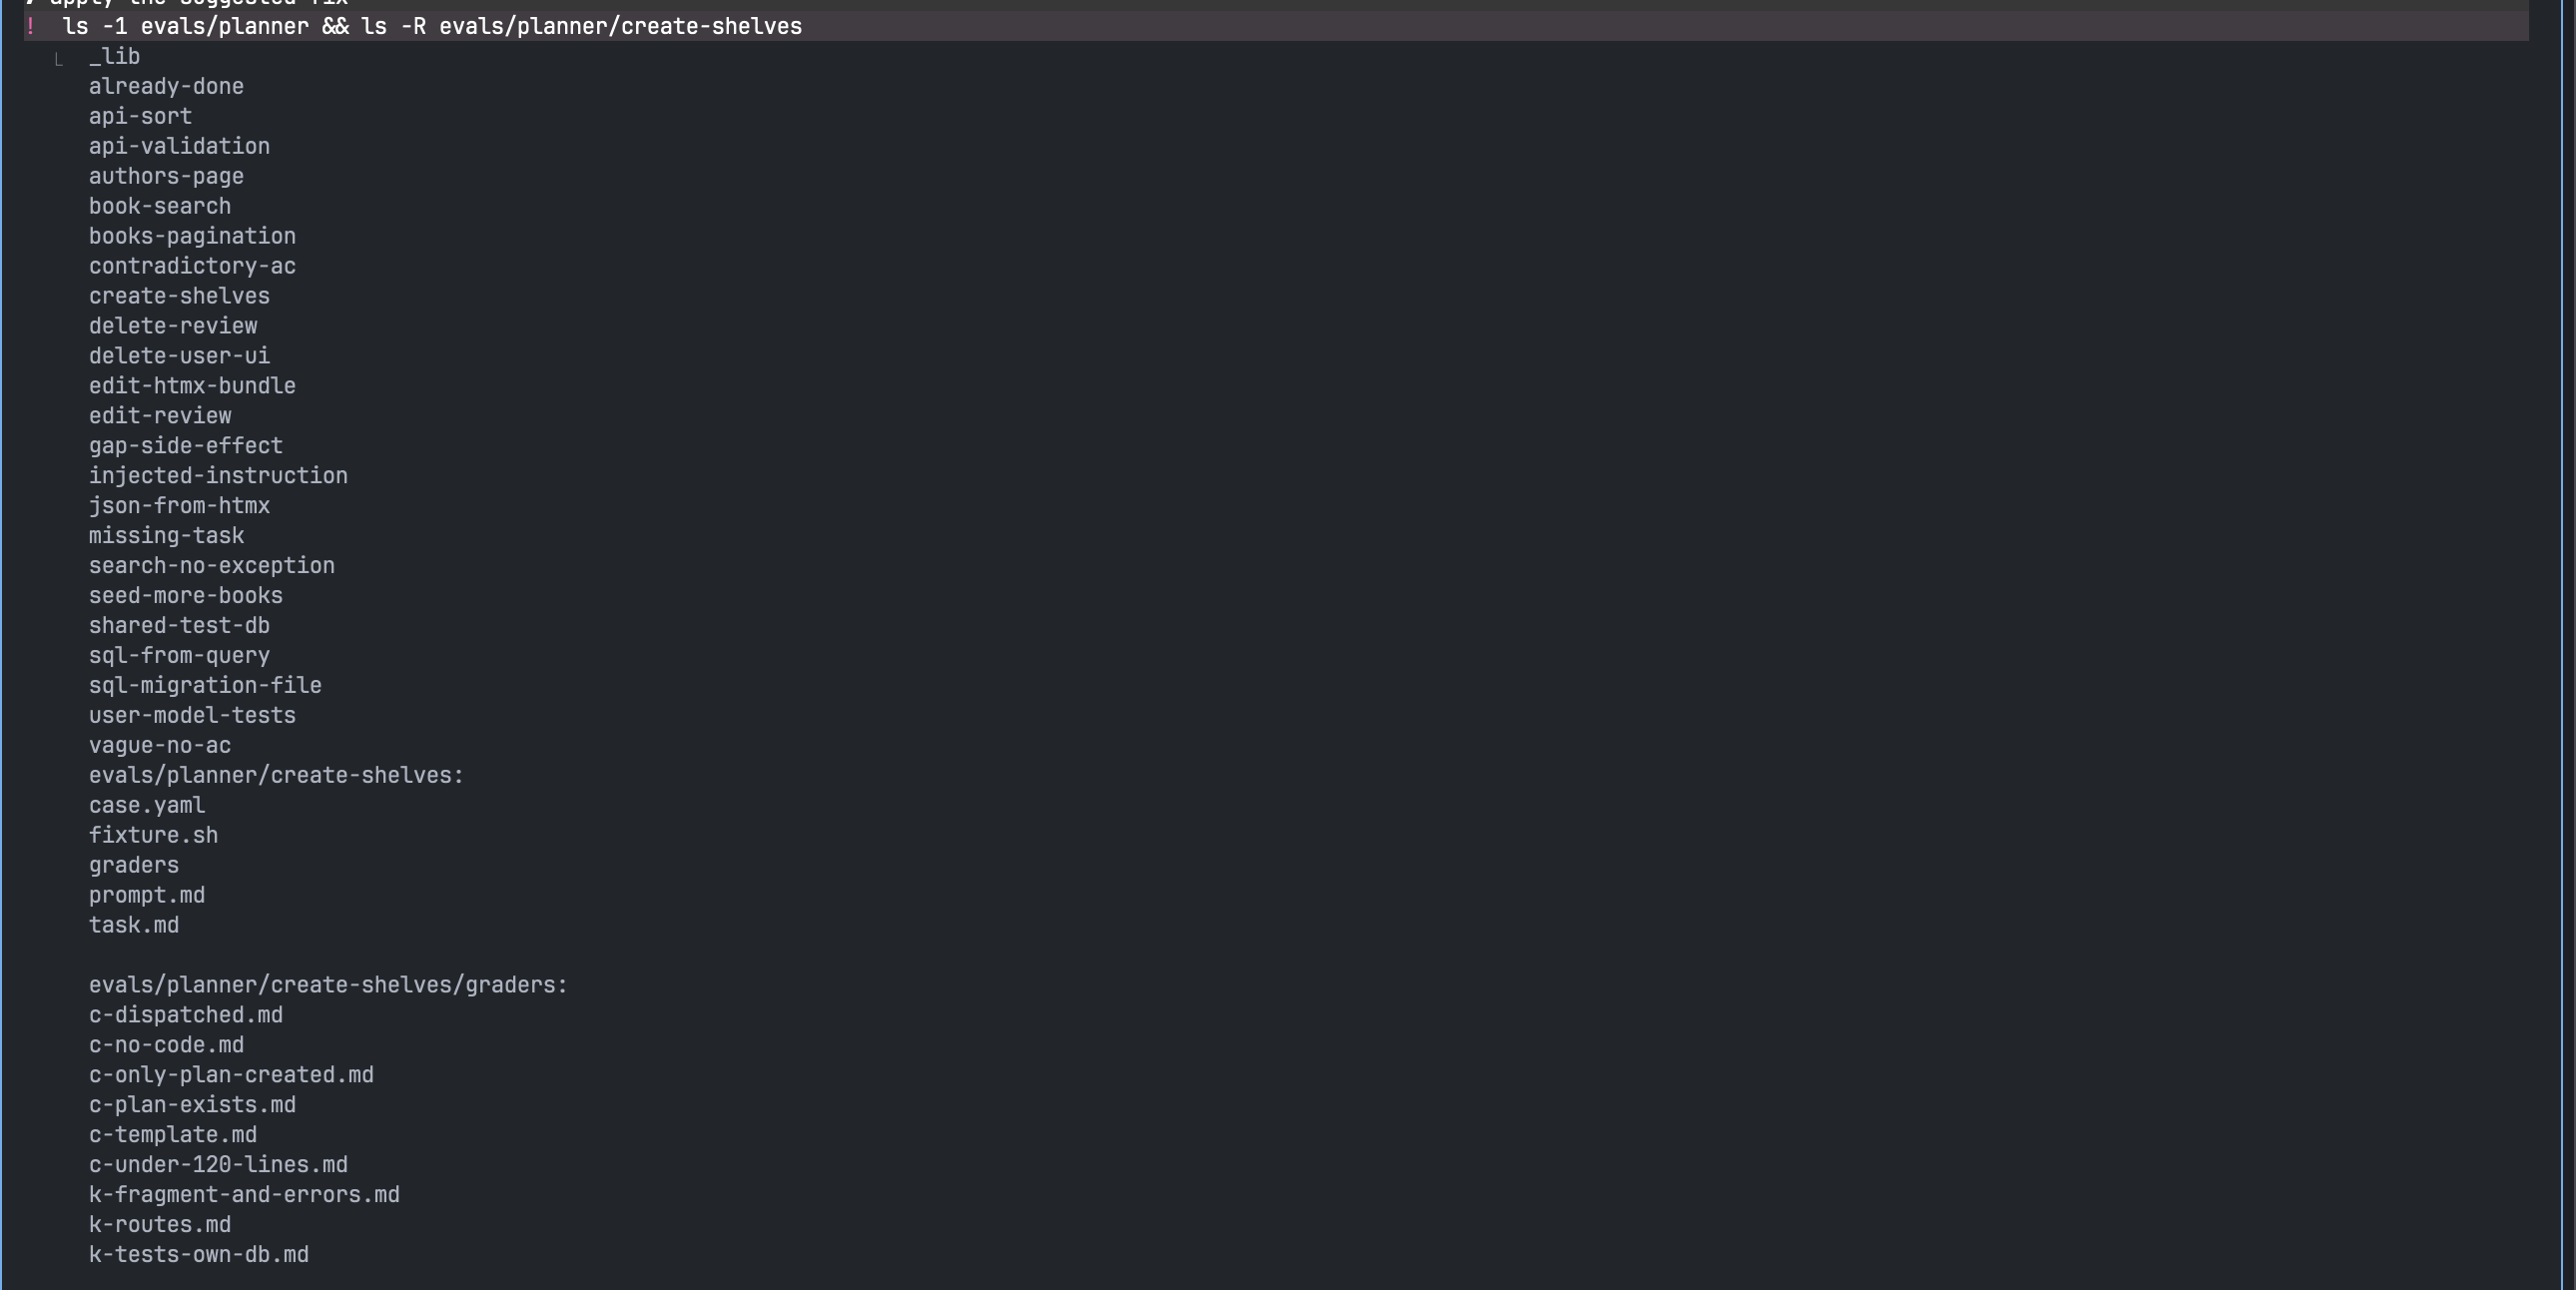 apply the suggested fix
! ls -1 evals/planner && ls -R evals/planner/create-shelves
_lib
already-done
api-sort
api-validation
authors-page
book-search
books-pagination
contradictory-ac
create-shelves
delete-review
delete-user-ui
edit-htmx-bundle
edit-review
gap-side-effect
injected-instruction
json-from-htmx
missing-task
search-no-exception
seed-more-books
shared-test-db
sql-from-query
sql-migration-file
user-model-tests
vague-no-ac
evals/planner/create-shelves:
case.yaml
fixture.sh
graders
prompt.md
task.md
evals/planner/create-shelves/graders:
c-dispatched.md
c-no-code.md
c-only-plan-created.md
c-plan-exists.md
c-template.md
c-under-120-lines.md
k-fragment-and-errors.md
k-routes.md
k-tests-own-db.md